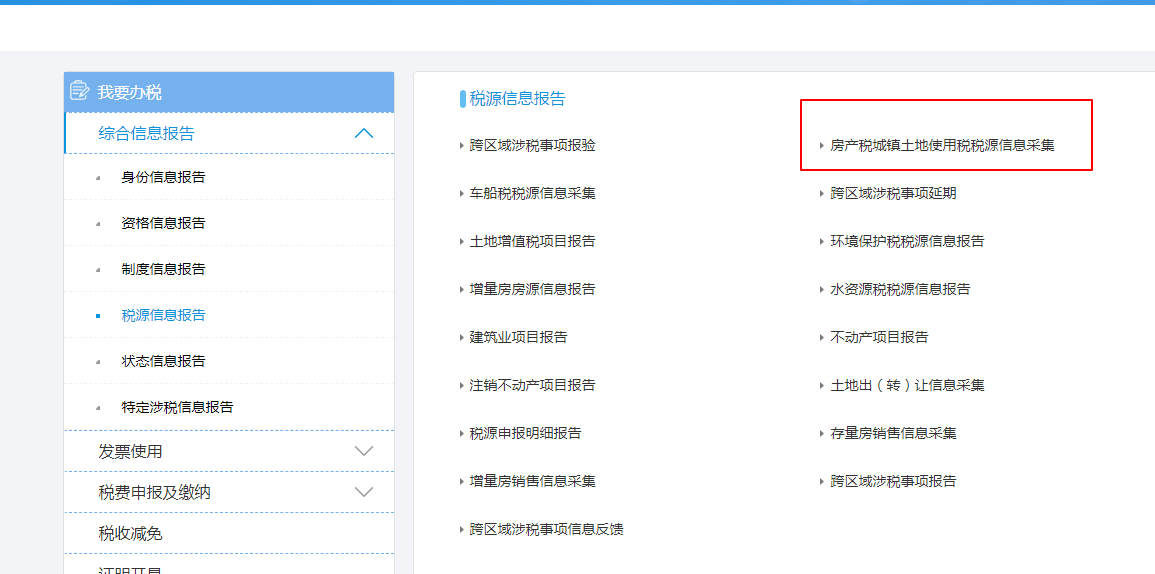 我要办税
综合信息报告
身份信息报告
资格信息报告
制度信息报告
税源信息报告
状态信息报告
特定涉税信息报告
发票使用
税费申报及缴纳
税收减免
税源信息报告
跨区域涉税事项报验
房产税城镇土地使用税税源信息采集
车船税税源信息采集
跨区域涉税事项延期
土地增值税项目报告
环境保护税税源信息报告
增量房房源信息报告
水资源税税源信息报告
建筑业项目报告
不动产项目报告
注销不动产项目报告
土地出（转）让信息采集
税源申报明细报告
存量房销售信息采集
增量房销售信息采集
跨区域涉税事项报告
跨区域涉税事项信息反馈